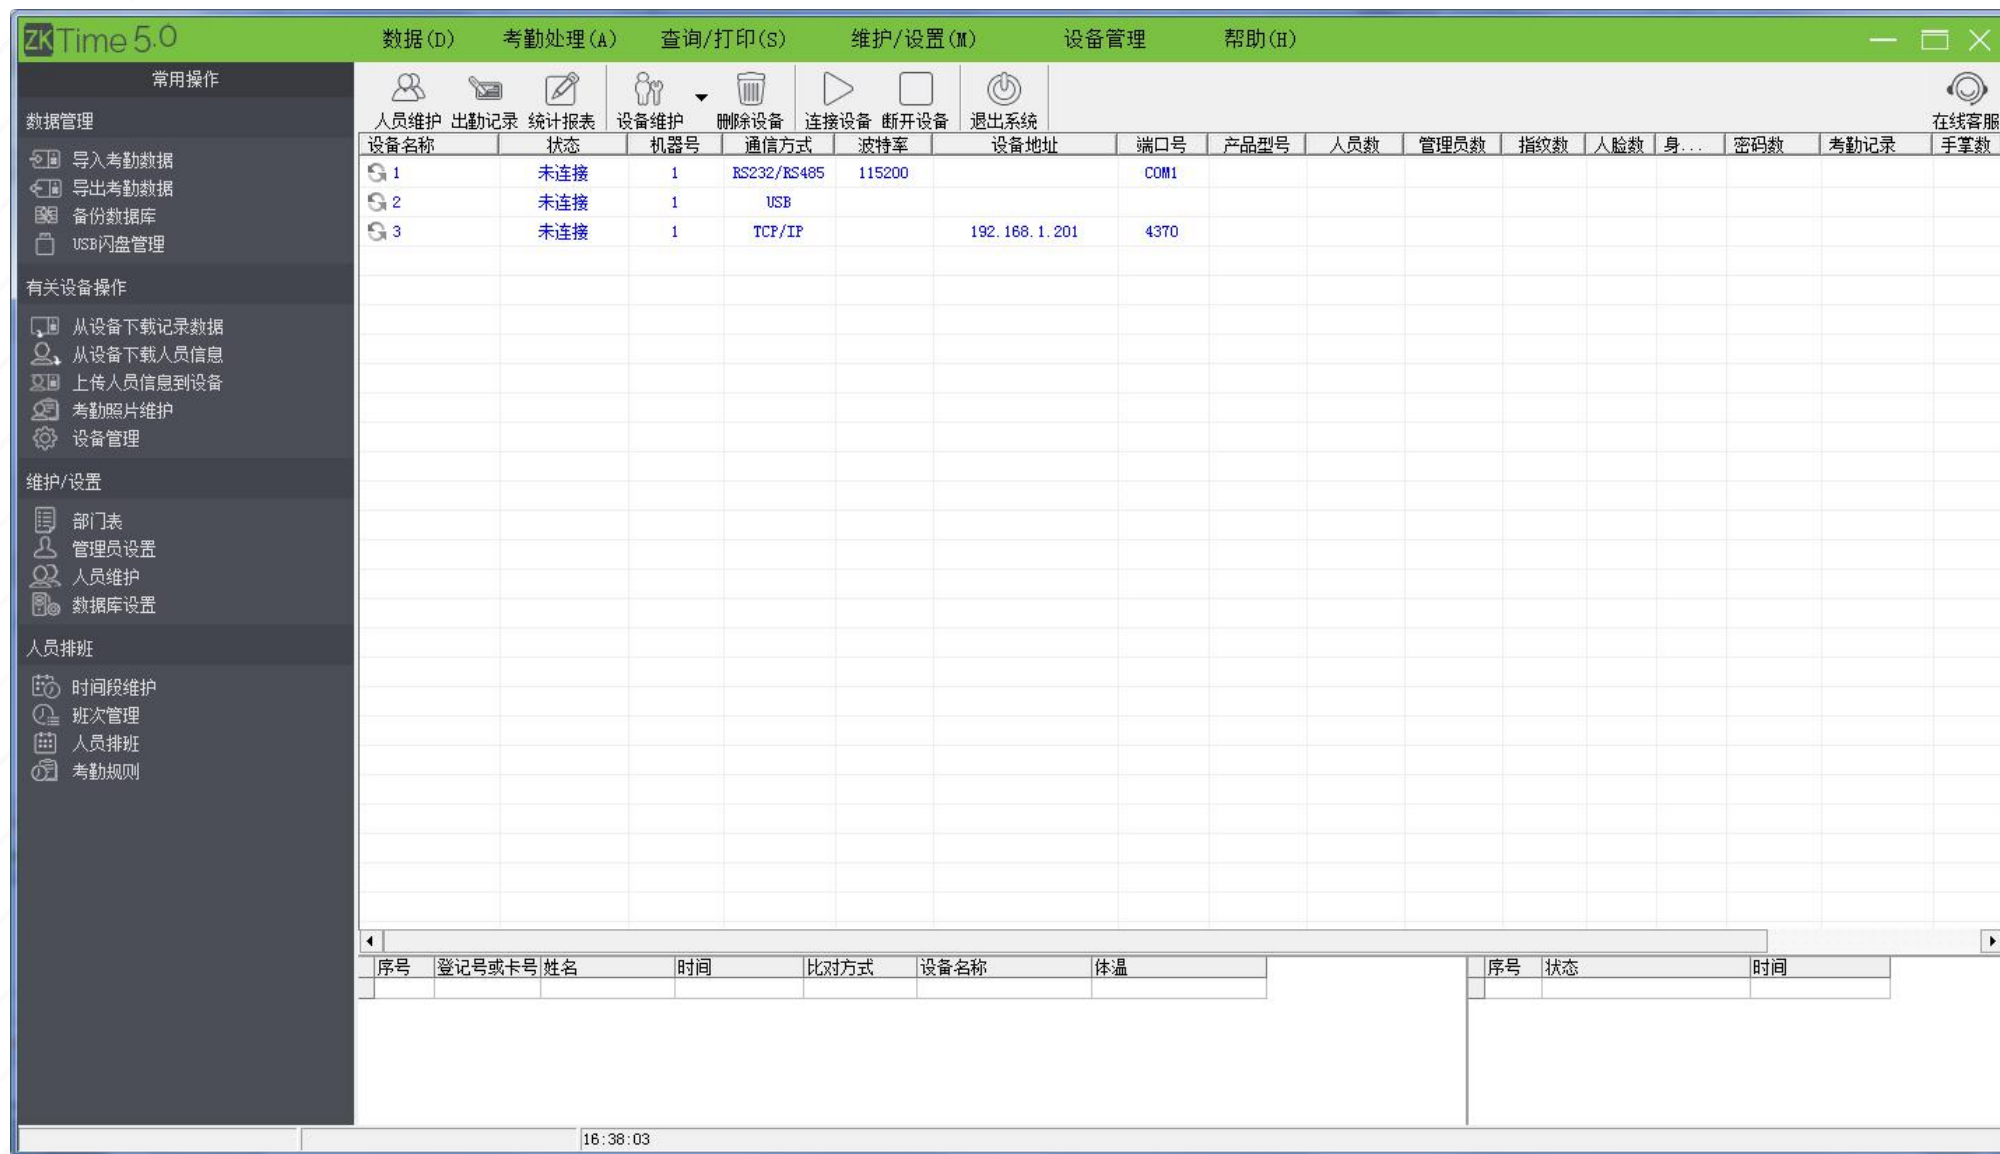 ZKTime 5.0
数据(D) 考勤处理(A) 查询/打印(S) 维护/设置(M) 设备管理 帮助(H)
常用操作
数据管理
导入考勤数据
导出考勤数据
备份数据库
USB闪盘管理
有关设备操作
从设备下载记录数据
从设备下载人员信息
上传人员信息到设备
考勤照片维护
设备管理
维护/设置
部门表
管理员设置
人员维护
数据库设置
人员排班
时间段维护
班次管理
人员排班
考勤规则
人员维护 出勤记录 统计报表 设备维护 删除设备 连接设备 断开设备 退出系统 在线客服
设备名称 状态 机器号 通信方式 波特率 设备地址 端口号 产品型号 人员数 管理员数 指纹数 人脸数 身... 密码数 考勤记录 手掌数
1 未连接 1 RS232/RS485 115200 COM1
2 未连接 1 USB
3 未连接 1 TCP/IP 192.168.1.201 4370
序号 登记号或卡号 姓名 时间 比对方式 设备名称 体温
序号 状态 时间
16:38:03